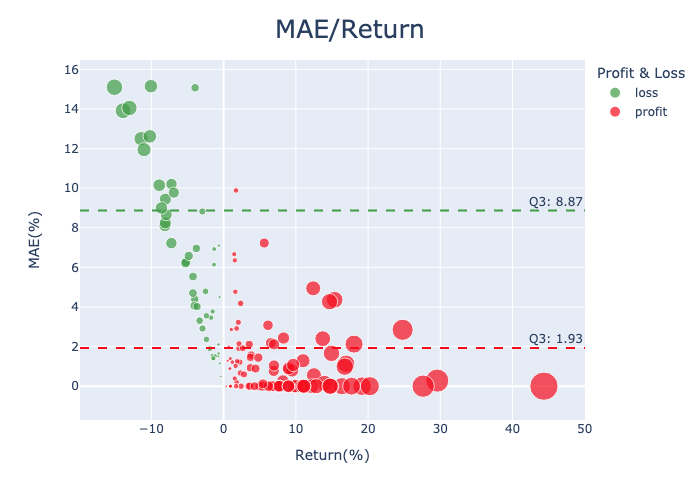 MAE/Return
Profit & Loss
loss
profit
16
14
12
10
8
6
4
2
0
MAE(%)
Q3: 8.87
Q3: 1.93
−10
0
10
20
30
40
50
Return(%)